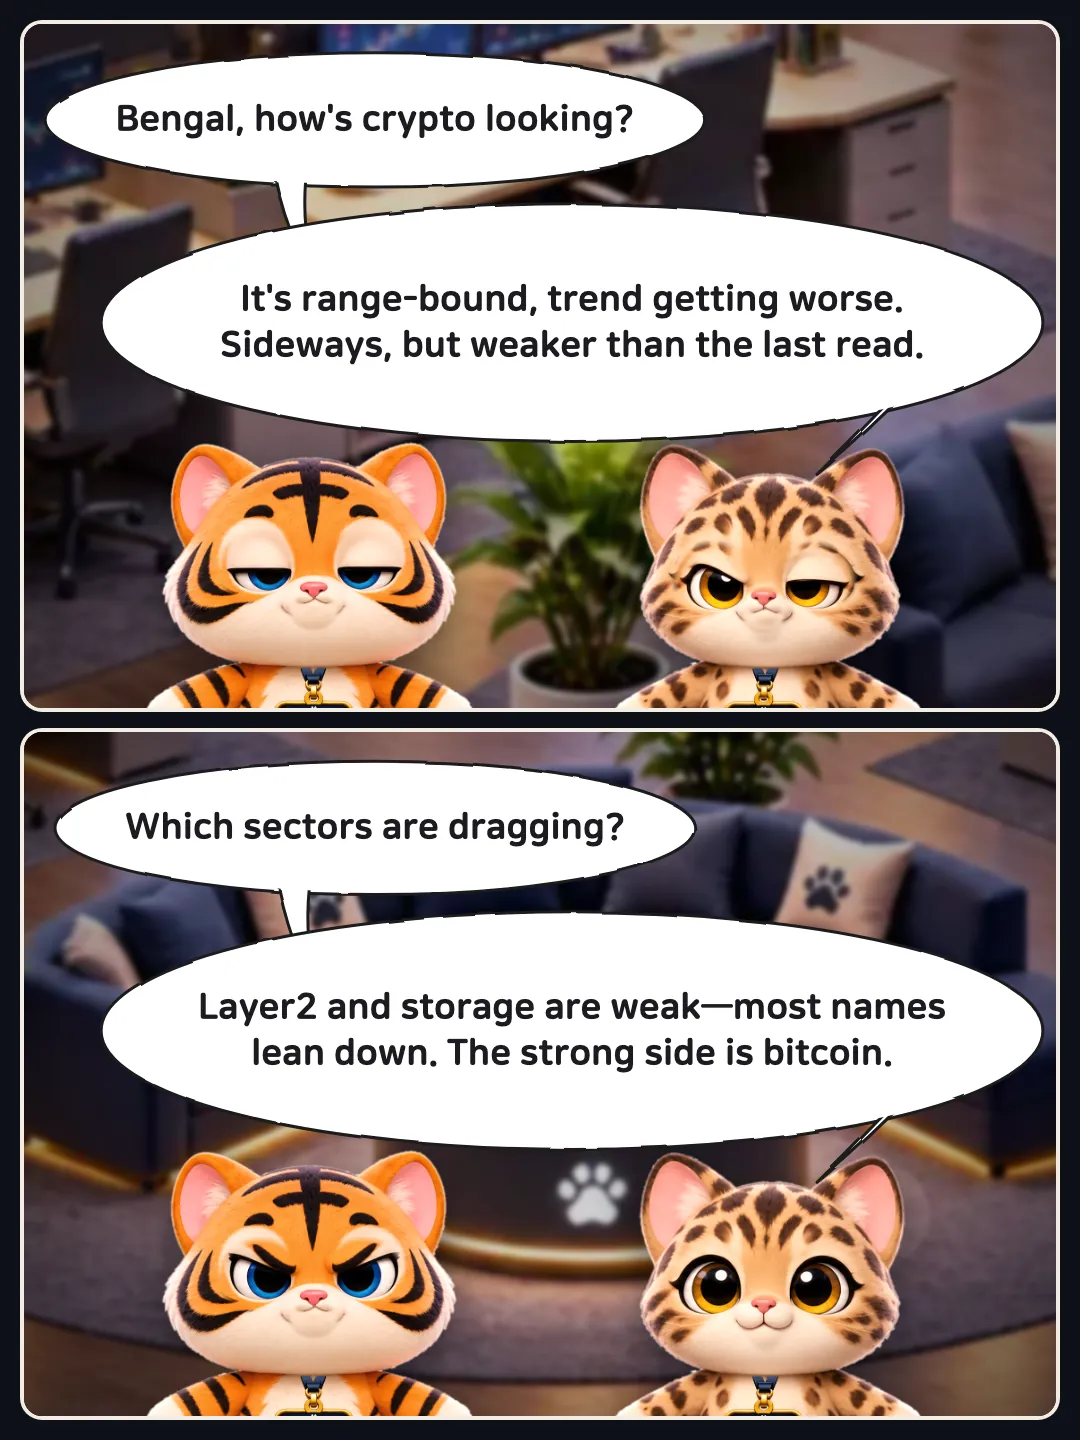 Bengal, how's crypto looking?
It's range-bound, trend getting worse.
Sideways, but weaker than the last read.
Which sectors are dragging?
Layer2 and storage are weak—most names
lean down. The strong side is bitcoin.